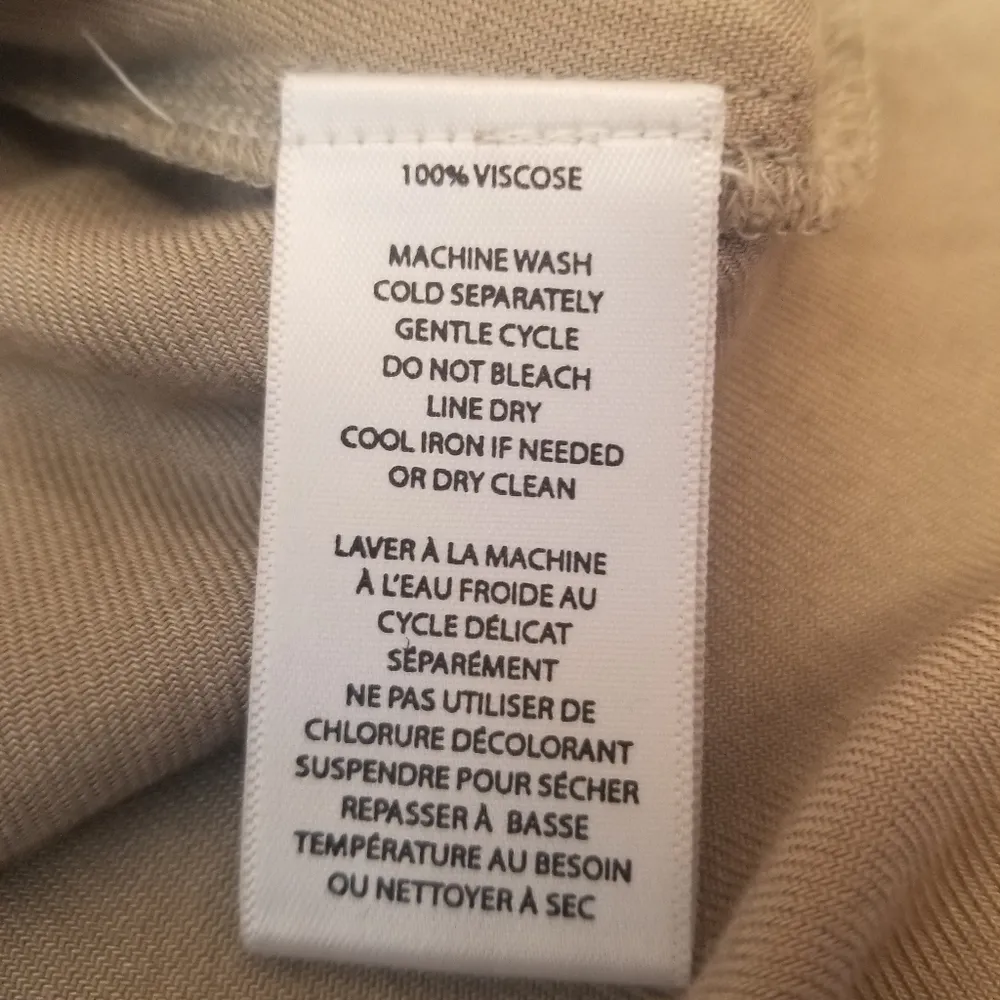 100% VISCOSE
MACHINE WASH
COLD SEPARATELY
GENTLE CYCLE
DO NOT BLEACH
LINE DRY
COOL IRON IF NEEDED
OR DRY CLEAN
LAVER À LA MACHINE
À L'EAU FROIDE AU
CYCLE DÉLICAT
SÉPARÉMENT
NE PAS UTILISER DE
CHLORURE DÉCOLORANT
SUSPENDRE POUR SÉCHER
REPASSER À BASSE
TEMPÉRATURE AU BESOIN
OU NETTOYER À SEC